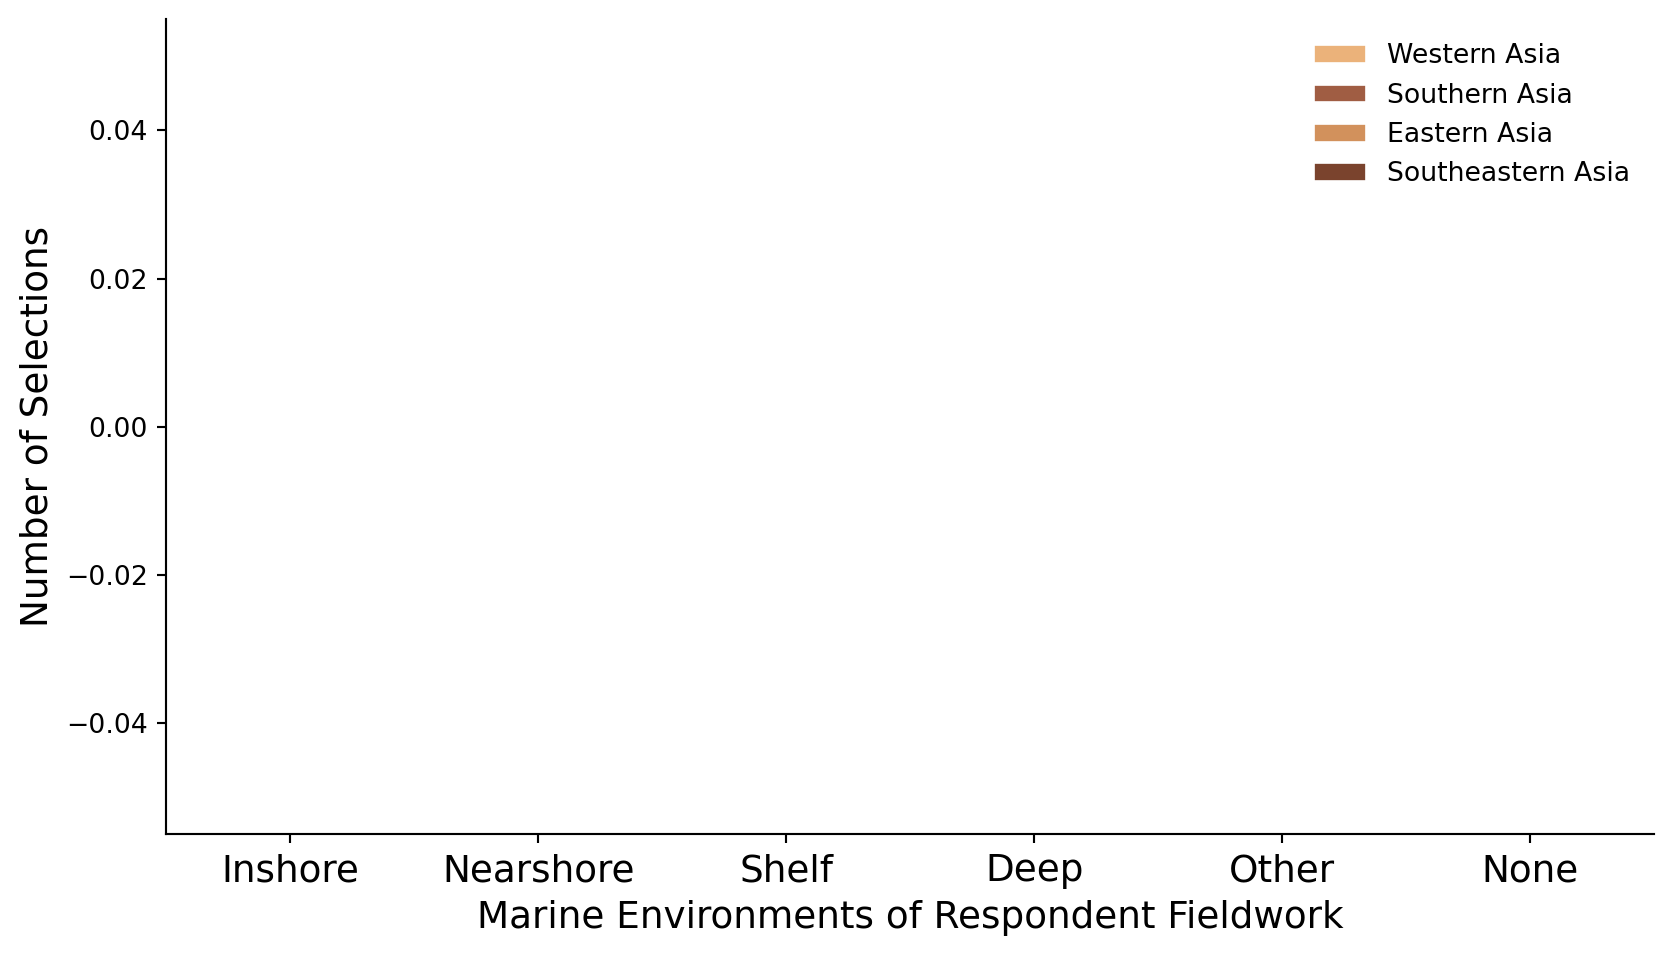 Western Asia
Southern Asia
Eastern Asia
Southeastern Asia
Number of Selections
0.04
0.02
0.00
−0.02
−0.04
Inshore Nearshore Shelf Deep Other None
Marine Environments of Respondent Fieldwork